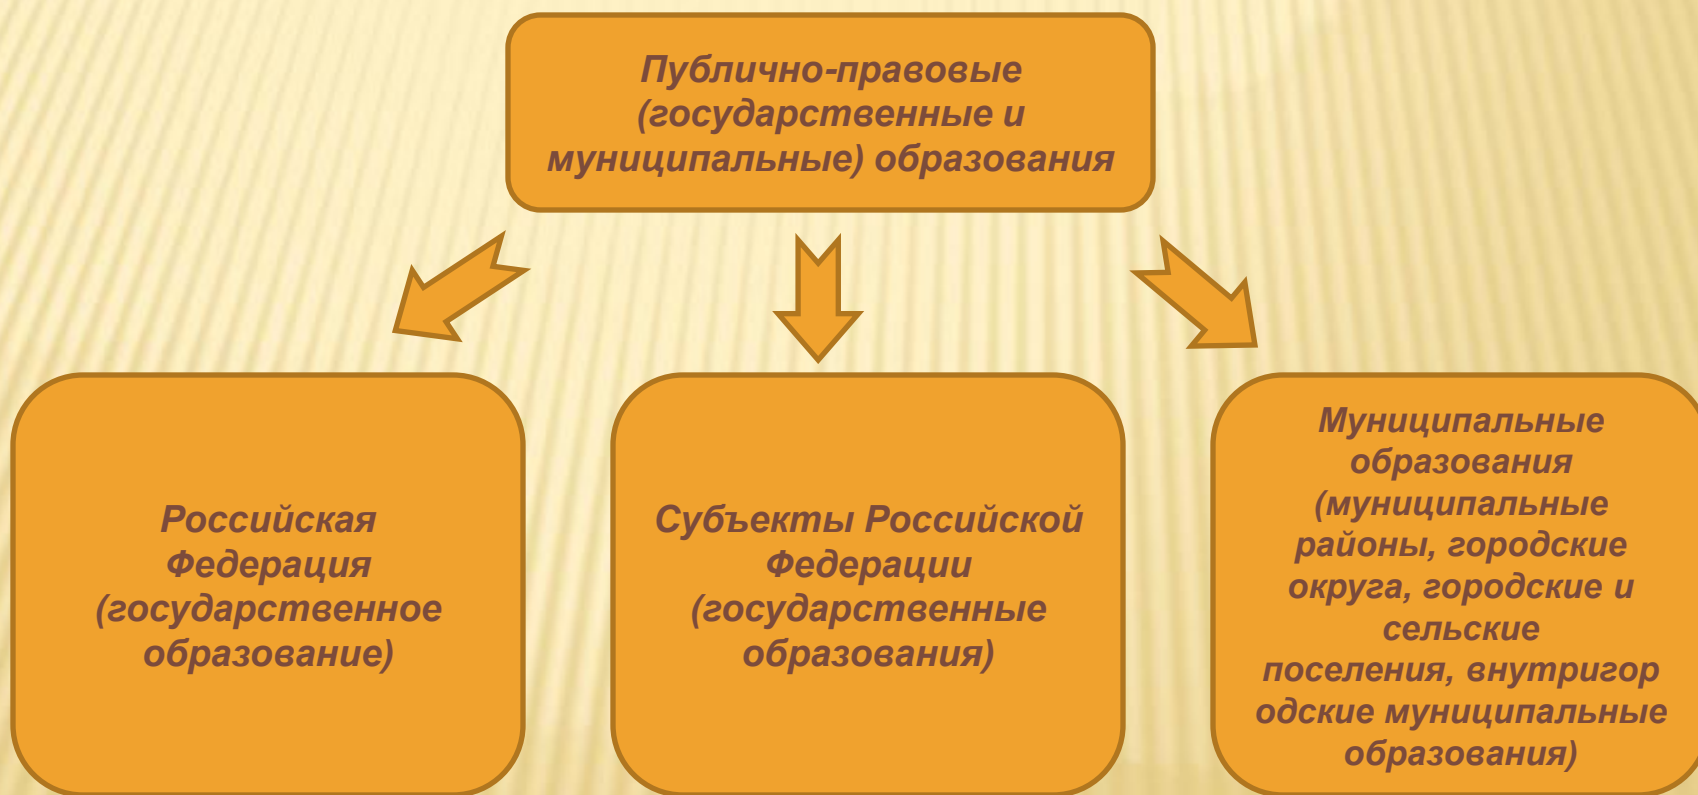 Публично-правовые
(государственные и
муниципальные) образования
Российская
Федерация
(государственное
образование)
Субъекты Российской
Федерации
(государственные
образования)
Муниципальные
образования
(муниципальные
районы, городские
округа, городские и
сельские
поселения, внутригор
одские муниципальные
образования)